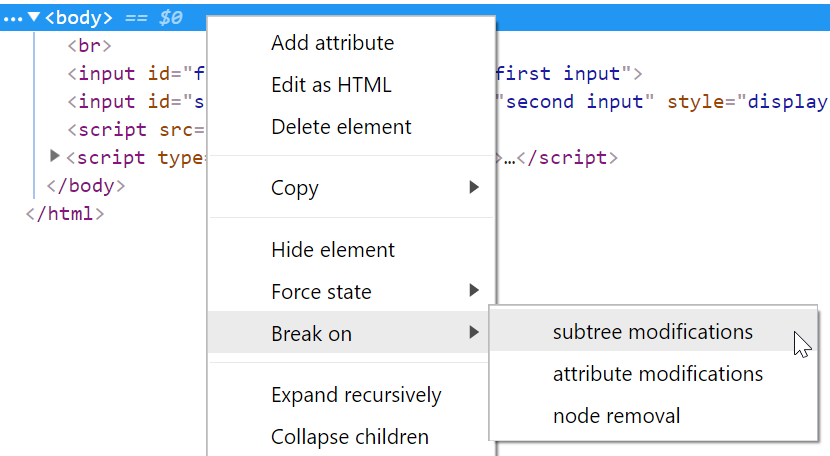 …▼<body> == $0
<br>
<input id="f first input">
<input id="s "second input" style="display
<script src=
▶<script type= >…</script>
</body>
</html>
Add attribute
Edit as HTML
Delete element
Copy
Hide element
Force state
Break on
Expand recursively
Collapse children
subtree modifications
attribute modifications
node removal